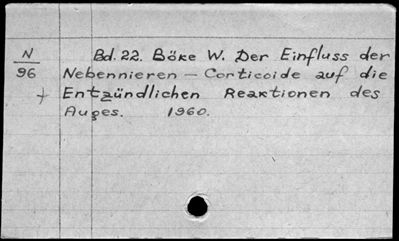 N Bd. 22. Böke W. Der Einfluss der
96 Nebennieren - Corticoide auf die
+ Entzündlichen Reaktionen des
Auges. 1960.